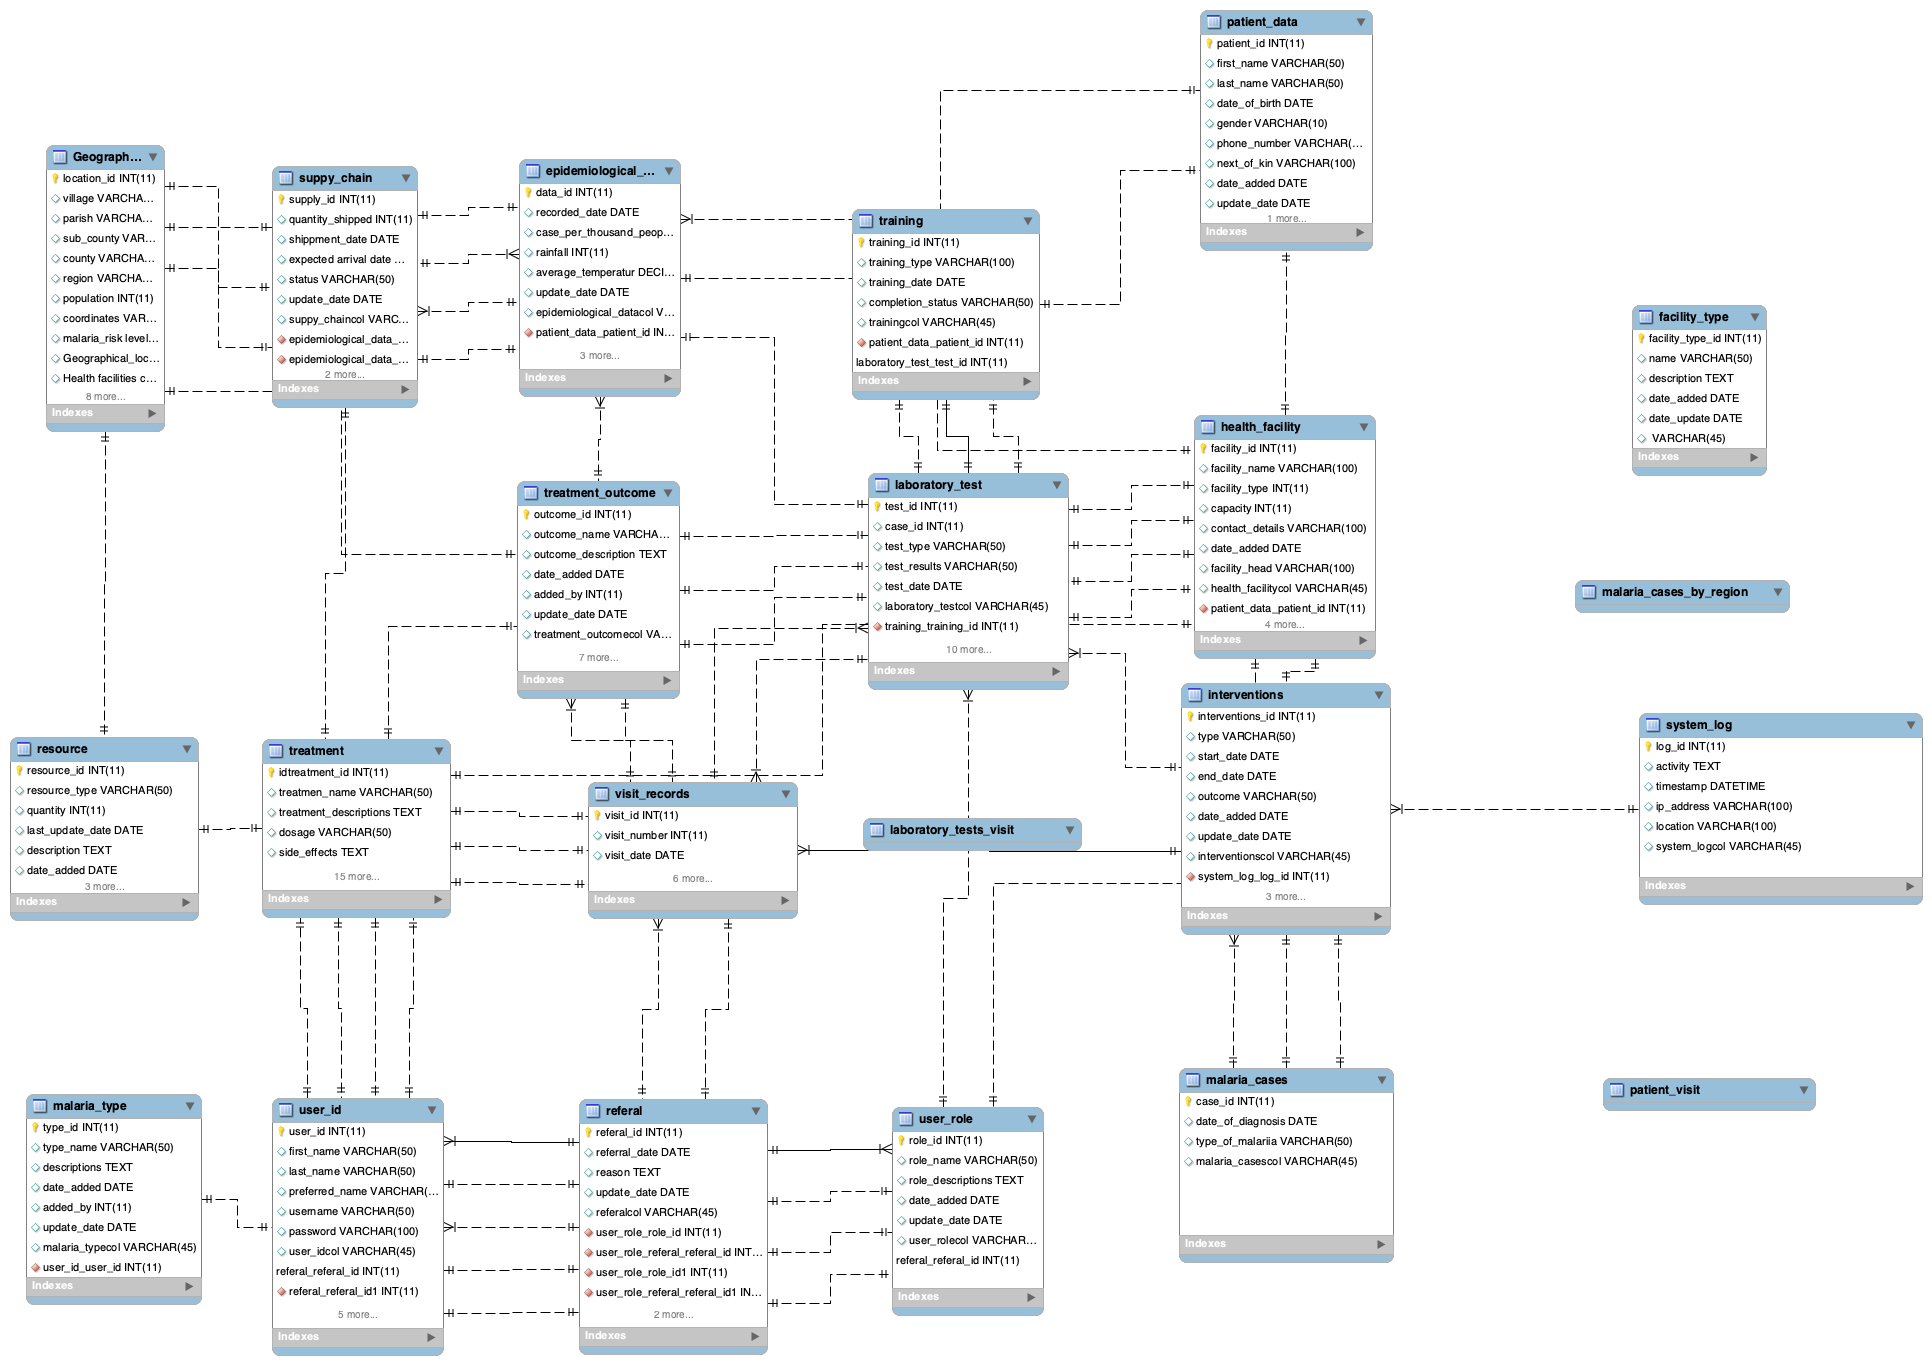 patient_data
patient_id INT(11)
first_name VARCHAR(50)
last_name VARCHAR(50)
date_of_birth DATE
gender VARCHAR(10)
phone_number VARCHAR(...
next_of_kin VARCHAR(100)
date_added DATE
update_date DATE
1 more...
Indexes
Geograph...
location_id INT(11)
village VARCHA...
parish VARCHA...
sub_county VAR...
county VARCHA...
region VARCHA...
population INT(11)
coordinates VAR...
malaria_risk level...
Geographical_loc...
Health facilities c...
8 more...
Indexes
suppy_chain
supply_id INT(11)
quantity_shipped INT(11)
shippment_date DATE
expected arrival date ...
status VARCHAR(50)
update_date DATE
suppy_chaincol VARC...
epidemiological_data_...
epidemiological_data_...
2 more...
Indexes
epidemiological_...
data_id INT(11)
recorded_date DATE
case_per_thousand_peop...
rainfall INT(11)
average_temperatur DECI...
update_date DATE
epidemiological_datacol V...
patient_data_patient_id IN...
3 more...
Indexes
training
training_id INT(11)
training_type VARCHAR(100)
training_date DATE
completion_status VARCHAR(50)
trainingcol VARCHAR(45)
patient_data_patient_id INT(11)
laboratory_test_test_id INT(11)
Indexes
facility_type
facility_type_id INT(11)
name VARCHAR(50)
description TEXT
date_added DATE
date_update DATE
VARCHAR(45)
Indexes
health_facility
facility_id INT(11)
facility_name VARCHAR(100)
facility_type INT(11)
capacity INT(11)
contact_details VARCHAR(100)
date_added DATE
facility_head VARCHAR(100)
health_facilitycol VARCHAR(45)
patient_data_patient_id INT(11)
4 more...
Indexes
treatment_outcome
outcome_id INT(11)
outcome_name VARCHA...
outcome_description TEXT
date_added DATE
added_by INT(11)
update_date DATE
treatment_outcomecol VA...
7 more...
Indexes
laboratory_test
test_id INT(11)
case_id INT(11)
test_type VARCHAR(50)
test_results VARCHAR(50)
test_date DATE
laboratory_testcol VARCHAR(45)
training_training_id INT(11)
10 more...
Indexes
malaria_cases_by_region
interventions
interventions_id INT(11)
type VARCHAR(50)
start_date DATE
end_date DATE
outcome VARCHAR(50)
date_added DATE
update_date DATE
interventionscol VARCHAR(45)
system_log_log_id INT(11)
3 more...
Indexes
system_log
log_id INT(11)
activity TEXT
timestamp DATETIME
ip_address VARCHAR(100)
location VARCHAR(100)
system_logcol VARCHAR(45)
Indexes
resource
resource_id INT(11)
resource_type VARCHAR(50)
quantity INT(11)
last_update_date DATE
description TEXT
date_added DATE
3 more...
Indexes
treatment
idtreatment_id INT(11)
treatmen_name VARCHAR(50)
treatment_descriptions TEXT
dosage VARCHAR(50)
side_effects TEXT
15 more...
Indexes
visit_records
visit_id INT(11)
visit_number INT(11)
visit_date DATE
6 more...
Indexes
laboratory_tests_visit
malaria_type
type_id INT(11)
type_name VARCHAR(50)
descriptions TEXT
date_added DATE
added_by INT(11)
update_date DATE
malaria_typecol VARCHAR(45)
user_id_user_id INT(11)
Indexes
user_id
user_id INT(11)
first_name VARCHAR(50)
last_name VARCHAR(50)
preferred_name VARCHAR(...
username VARCHAR(50)
password VARCHAR(100)
user_idcol VARCHAR(45)
referal_referal_id INT(11)
referal_referal_id1 INT(11)
5 more...
Indexes
referal
referal_id INT(11)
referral_date DATE
reason TEXT
update_date DATE
referalcol VARCHAR(45)
user_role_role_id INT(11)
user_role_referal_referal_id INT...
user_role_role_id1 INT(11)
user_role_referal_referal_id1 IN...
2 more...
Indexes
user_role
role_id INT(11)
role_name VARCHAR(50)
role_descriptions TEXT
date_added DATE
update_date DATE
user_rolecol VARCHAR...
referal_referal_id INT(11)
Indexes
malaria_cases
case_id INT(11)
date_of_diagnosis DATE
type_of_malariia VARCHAR(50)
malaria_casescol VARCHAR(45)
Indexes
patient_visit